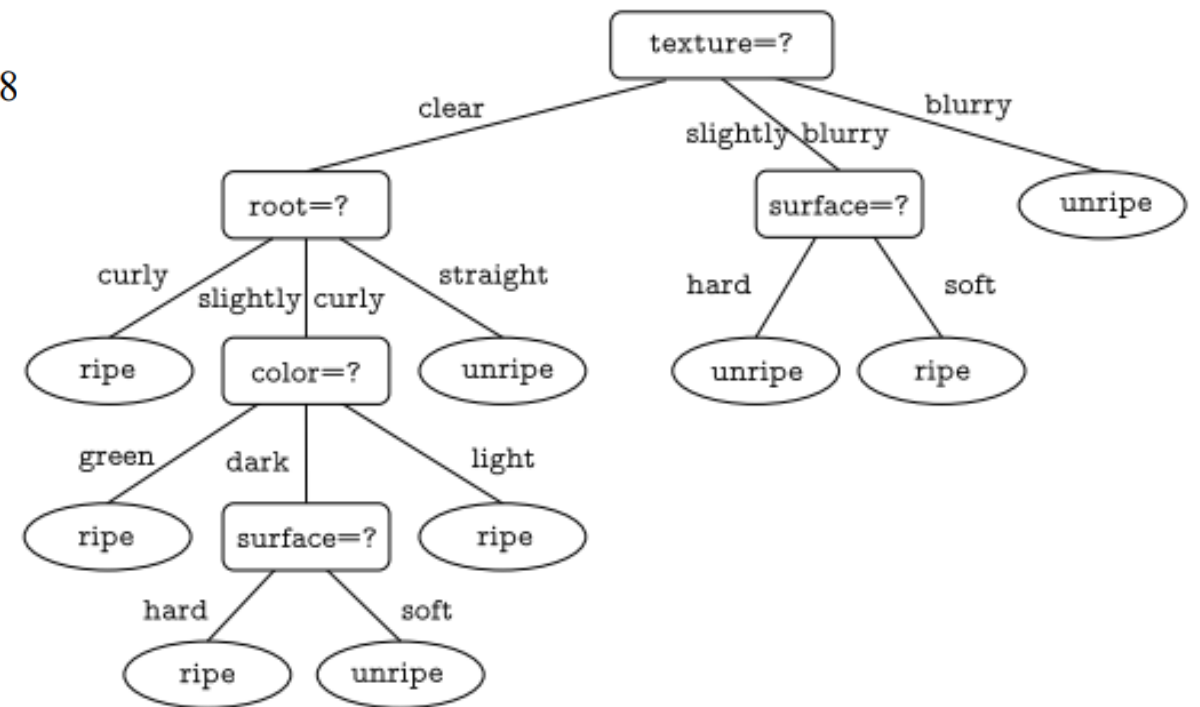 texture=?
8
clear
slightly blurry
blurry
root=?
surface=?
unripe
curly
slightly curly
straight
hard
soft
ripe
color=?
unripe
unripe
ripe
green
dark
light
ripe
surface=?
ripe
hard
soft
ripe
unripe